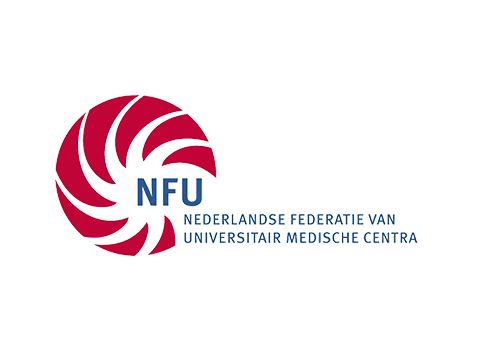 NFU
NEDERLANDSE FEDERATIE VAN
UNIVERSITAIR MEDISCHE CENTRA